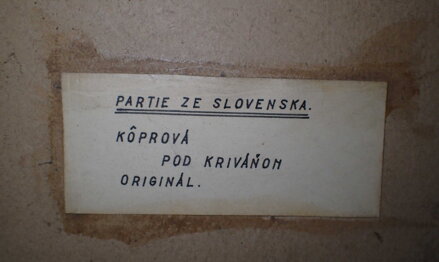 PARTIE ZE SLOVENSKA.
KÔPROVÁ
POD KRIVÁŇOM
ORIGINÁL.